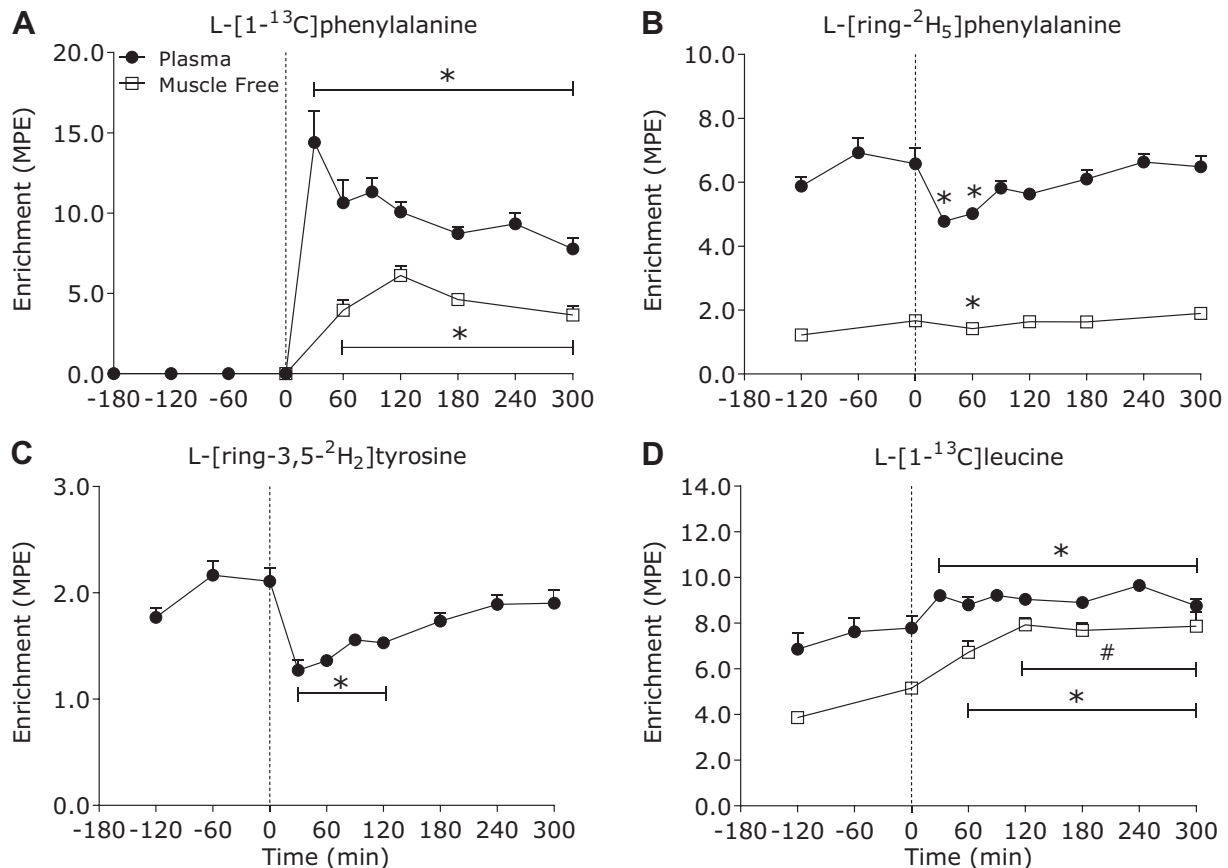 A
L-[1-¹³C]phenylalanine
Plasma
Muscle Free
Enrichment (MPE)
20.0
15.0
10.0
5.0
0.0
*
*
-180 -120 -60 0 60 120 180 240 300
B
L-[ring-²H₅]phenylalanine
Enrichment (MPE)
10.0
8.0
6.0
4.0
2.0
0.0
* *
*
-180 -120 -60 0 60 120 180 240 300
C
L-[ring-3,5-²H₂]tyrosine
Enrichment (MPE)
3.0
2.0
1.0
0.0
*
-180 -120 -60 0 60 120 180 240 300
Time (min)
D
L-[1-¹³C]leucine
Enrichment (MPE)
14.0
12.0
10.0
8.0
6.0
4.0
2.0
0.0
*
#
*
-180 -120 -60 0 60 120 180 240 300
Time (min)